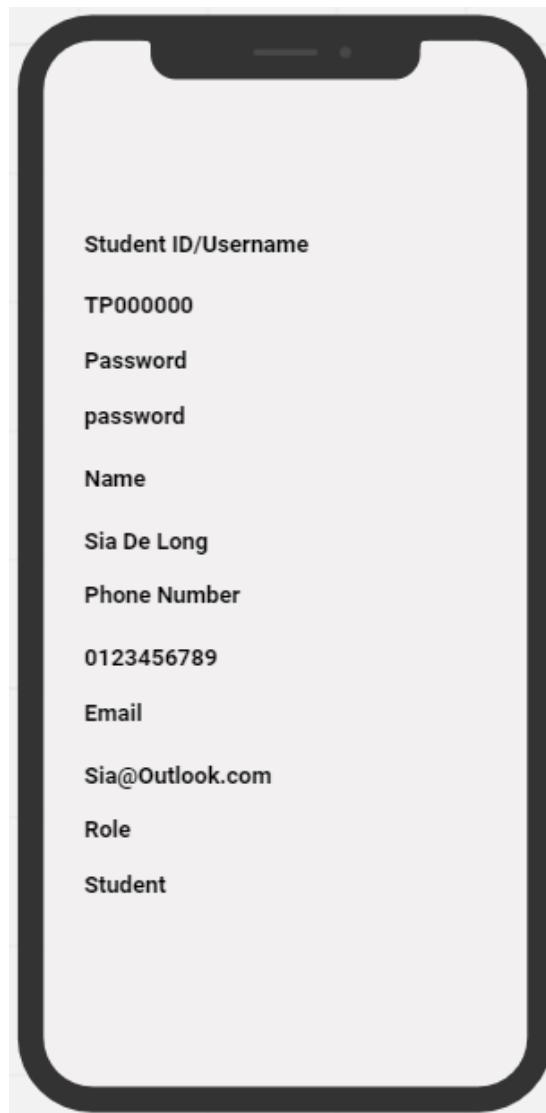 Student ID/Username
TP000000
Password
password
Name
Sia De Long
Phone Number
0123456789
Email
Sia@Outlook.com
Role
Student